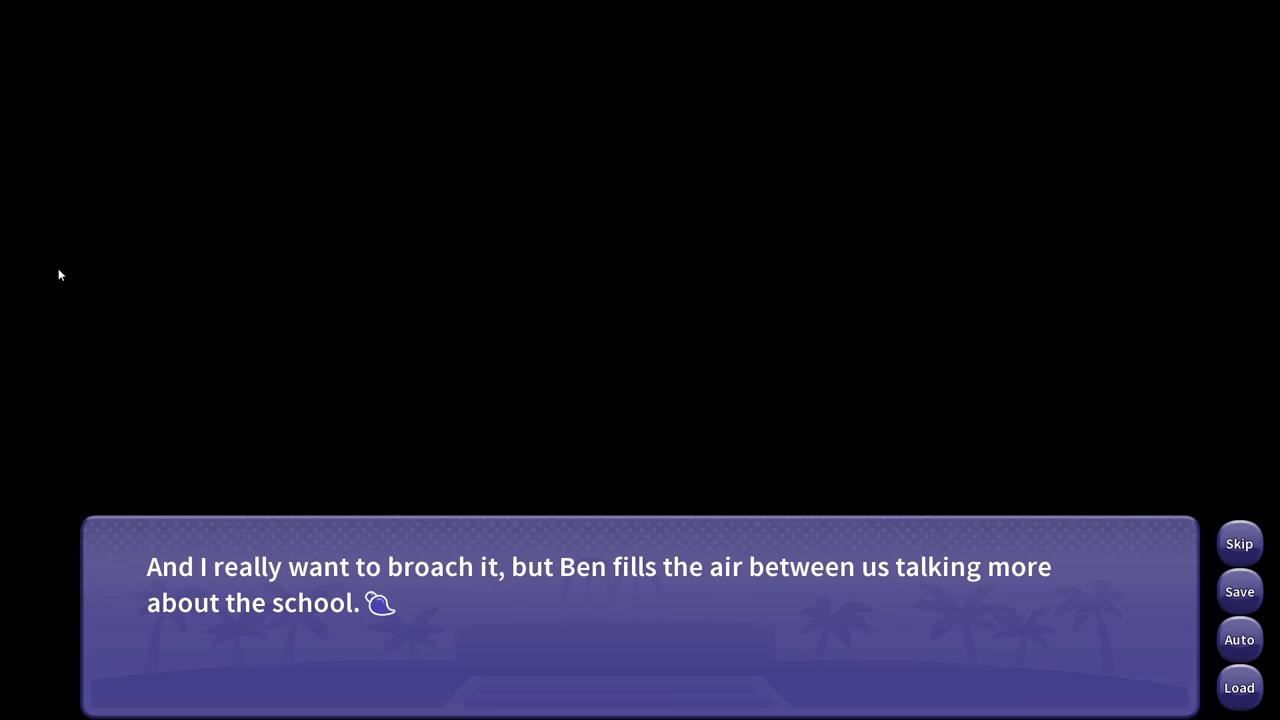 And I really want to broach it, but Ben fills the air between us talking more
about the school.
Skip
Save
Auto
Load